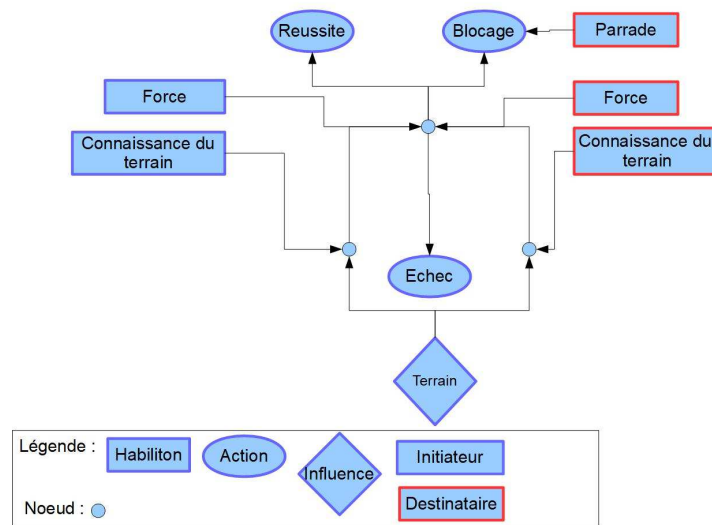 Reussite
Blocage
Parrade
Force
Force
Connaissance du
terrain
Connaissance du
terrain
Echec
Terrain
Légende :
Habiliton
Action
Influence
Initiateur
Destinataire
Noeud :